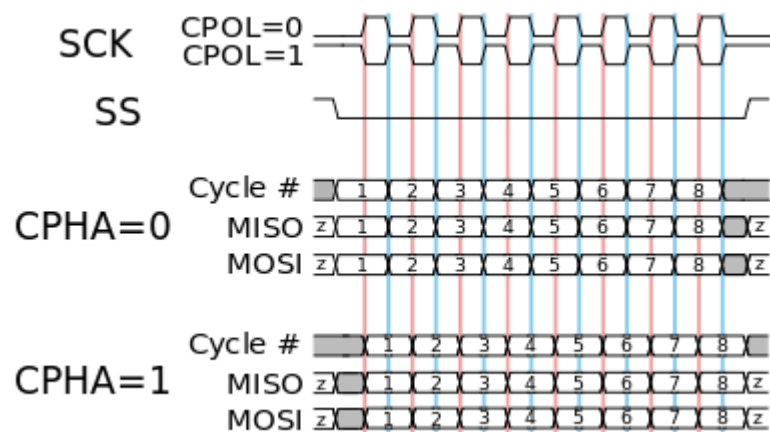 CPOL=0
SCK
CPOL=1
SS
Cycle # 1 2 3 4 5 6 7 8
CPHA=0
MISO z 1 2 3 4 5 6 7 8 z
MOSI z 1 2 3 4 5 6 7 8 z
Cycle # 1 2 3 4 5 6 7 8
CPHA=1
MISO z 1 2 3 4 5 6 7 8 z
MOSI z 1 2 3 4 5 6 7 8 z